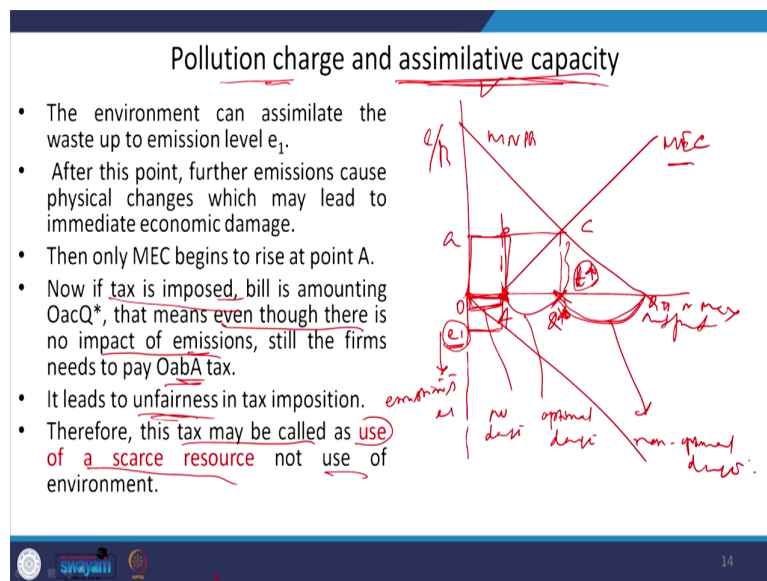 Pollution charge and assimilative capacity
• The environment can assimilate the
waste up to emission level e₁.
• After this point, further emissions cause
physical changes which may lead to
immediate economic damage.
• Then only MEC begins to rise at point A.
• Now if tax is imposed, bill is amounting
OacQ*, that means even though there is
no impact of emissions, still the firms
needs to pay OabA tax.
• It leads to unfairness in tax imposition.
• Therefore, this tax may be called as use
of a scarce resource not use of
environment.
MNPB
MEC
a
c
t*
O
A
Q*
e1
no
optimal
non-optimal
swayam
14